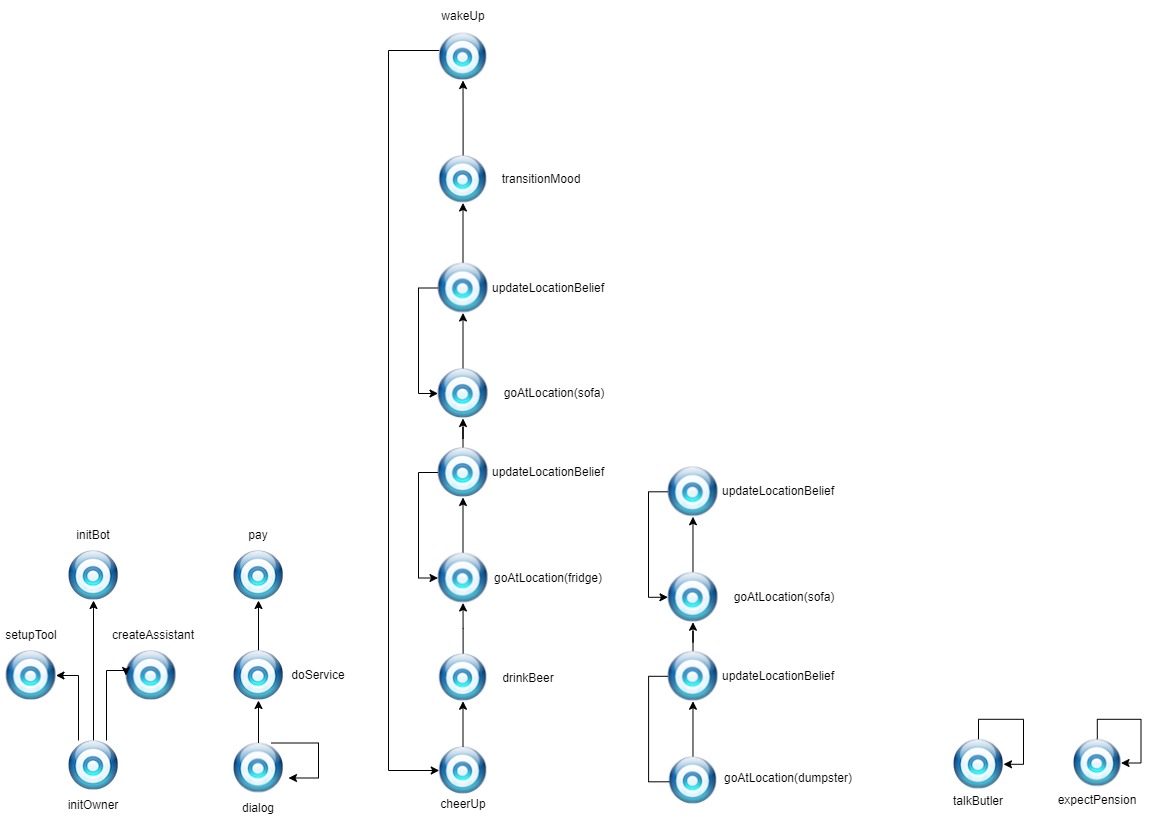 wakeUp
transitionMood
updateLocationBelief
goAtLocation(sofa)
updateLocationBelief
updateLocationBelief
initBot
pay
goAtLocation(fridge)
goAtLocation(sofa)
setupTool
createAssistant
doService
drinkBeer
updateLocationBelief
goAtLocation(dumpster)
initOwner
dialog
cheerUp
talkButler
expectPension